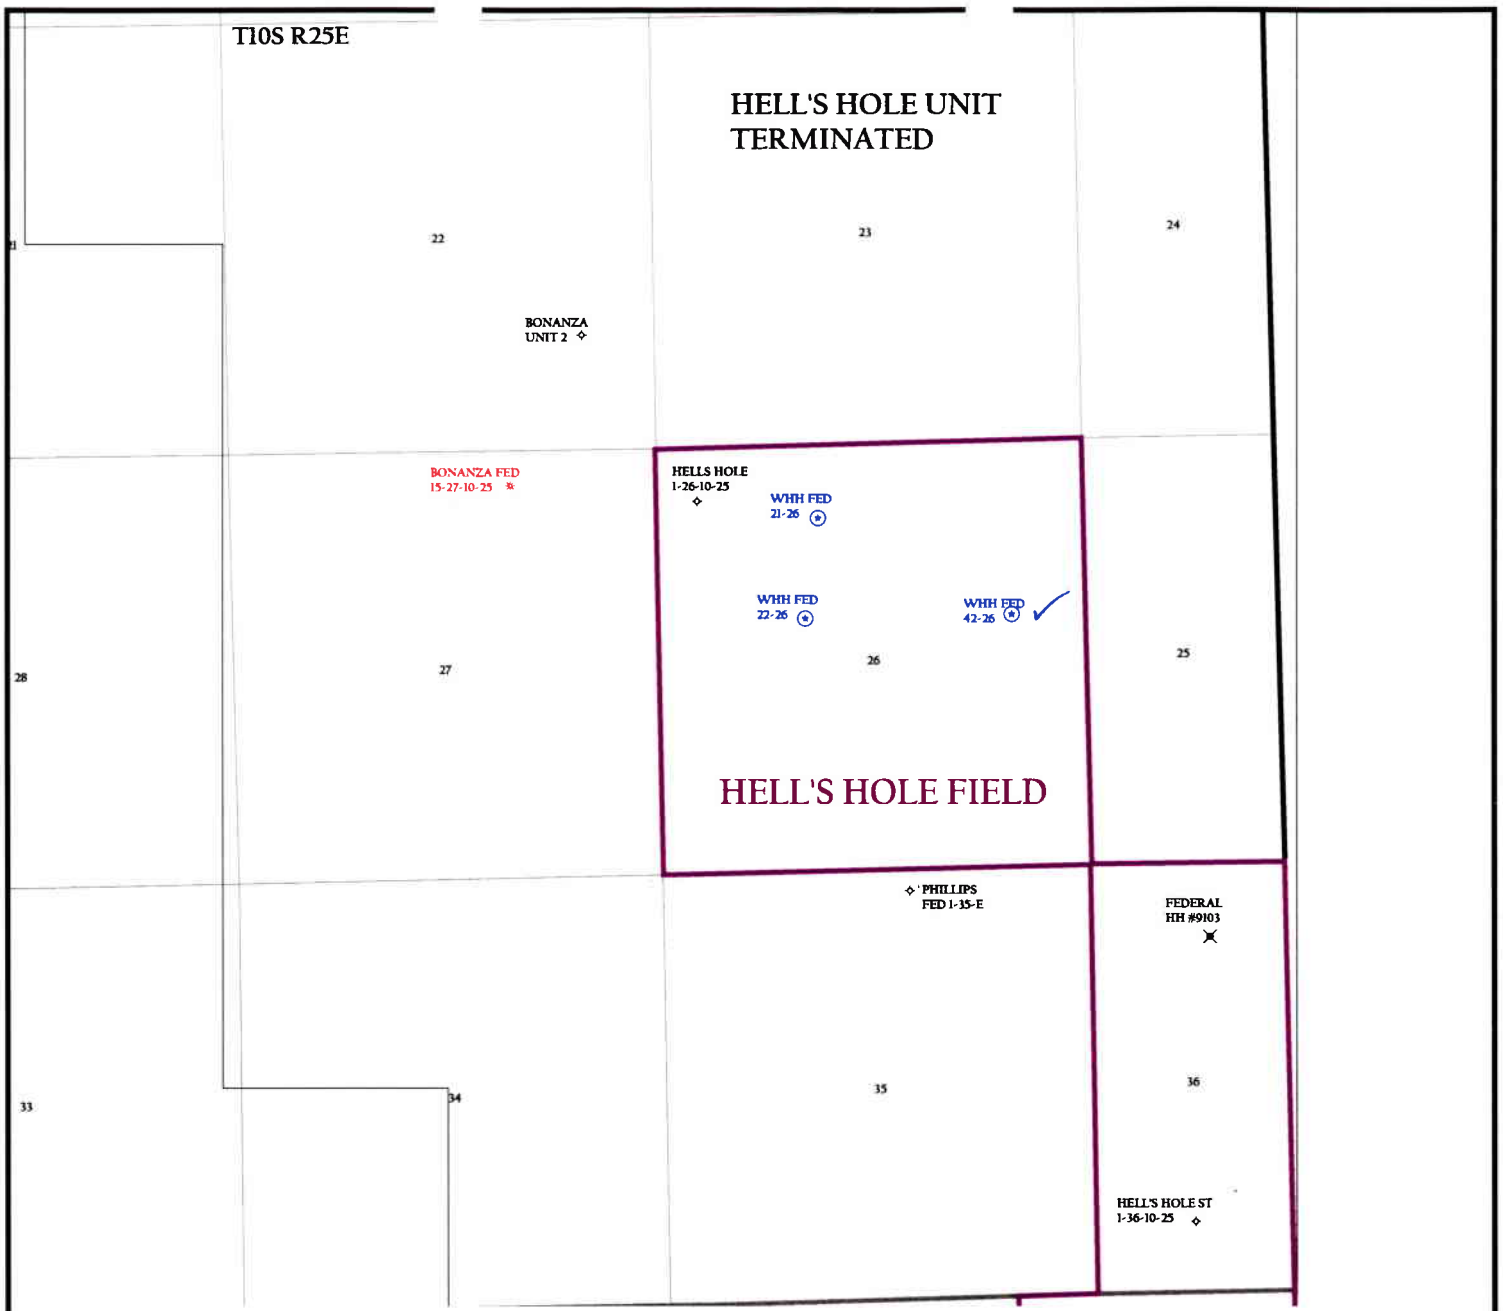 T10S R25E
HELL'S HOLE UNIT
TERMINATED
22
23
24
21
BONANZA
UNIT 2
BONANZA FED
15-27-10-25
HELLS HOLE
1-26-10-25
WHH FED
21-26
WHH FED
22-26
WHH FED
42-26
28
27
26
25
HELL'S HOLE FIELD
PHILLIPS
FED 1-35-E
FEDERAL
HH #9103
33
34
35
36
HELL'S HOLE ST
1-36-10-25